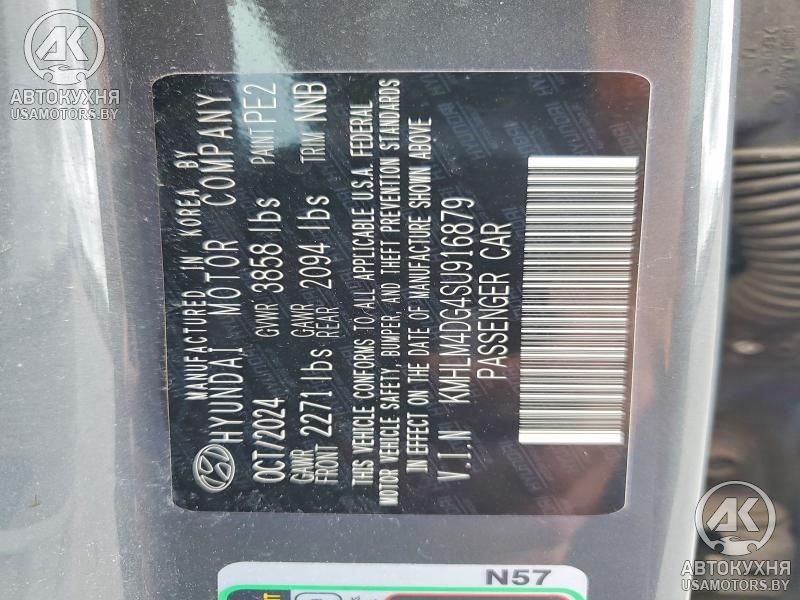 MANUFACTURED IN KOREA BY
HYUNDAI MOTOR COMPANY
OCT/2024 GVWR 3858 lbs PAINT PE2
GAWR FRONT 2271 lbs GAWR REAR 2094 lbs TRIM NNB
THIS VEHICLE CONFORMS TO ALL APPLICABLE U.S.A. FEDERAL
MOTOR VEHICLE SAFETY, BUMPER, AND THEFT PREVENTION STANDARDS
IN EFFECT ON THE DATE OF MANUFACTURE SHOWN ABOVE
V.I.N KMHLM4DG4SU916879
PASSENGER CAR
N57
АК
АВТОКУХНЯ
USAMOTORS.BY
АК
АВТОКУХНЯ
USAMOTORS.BY